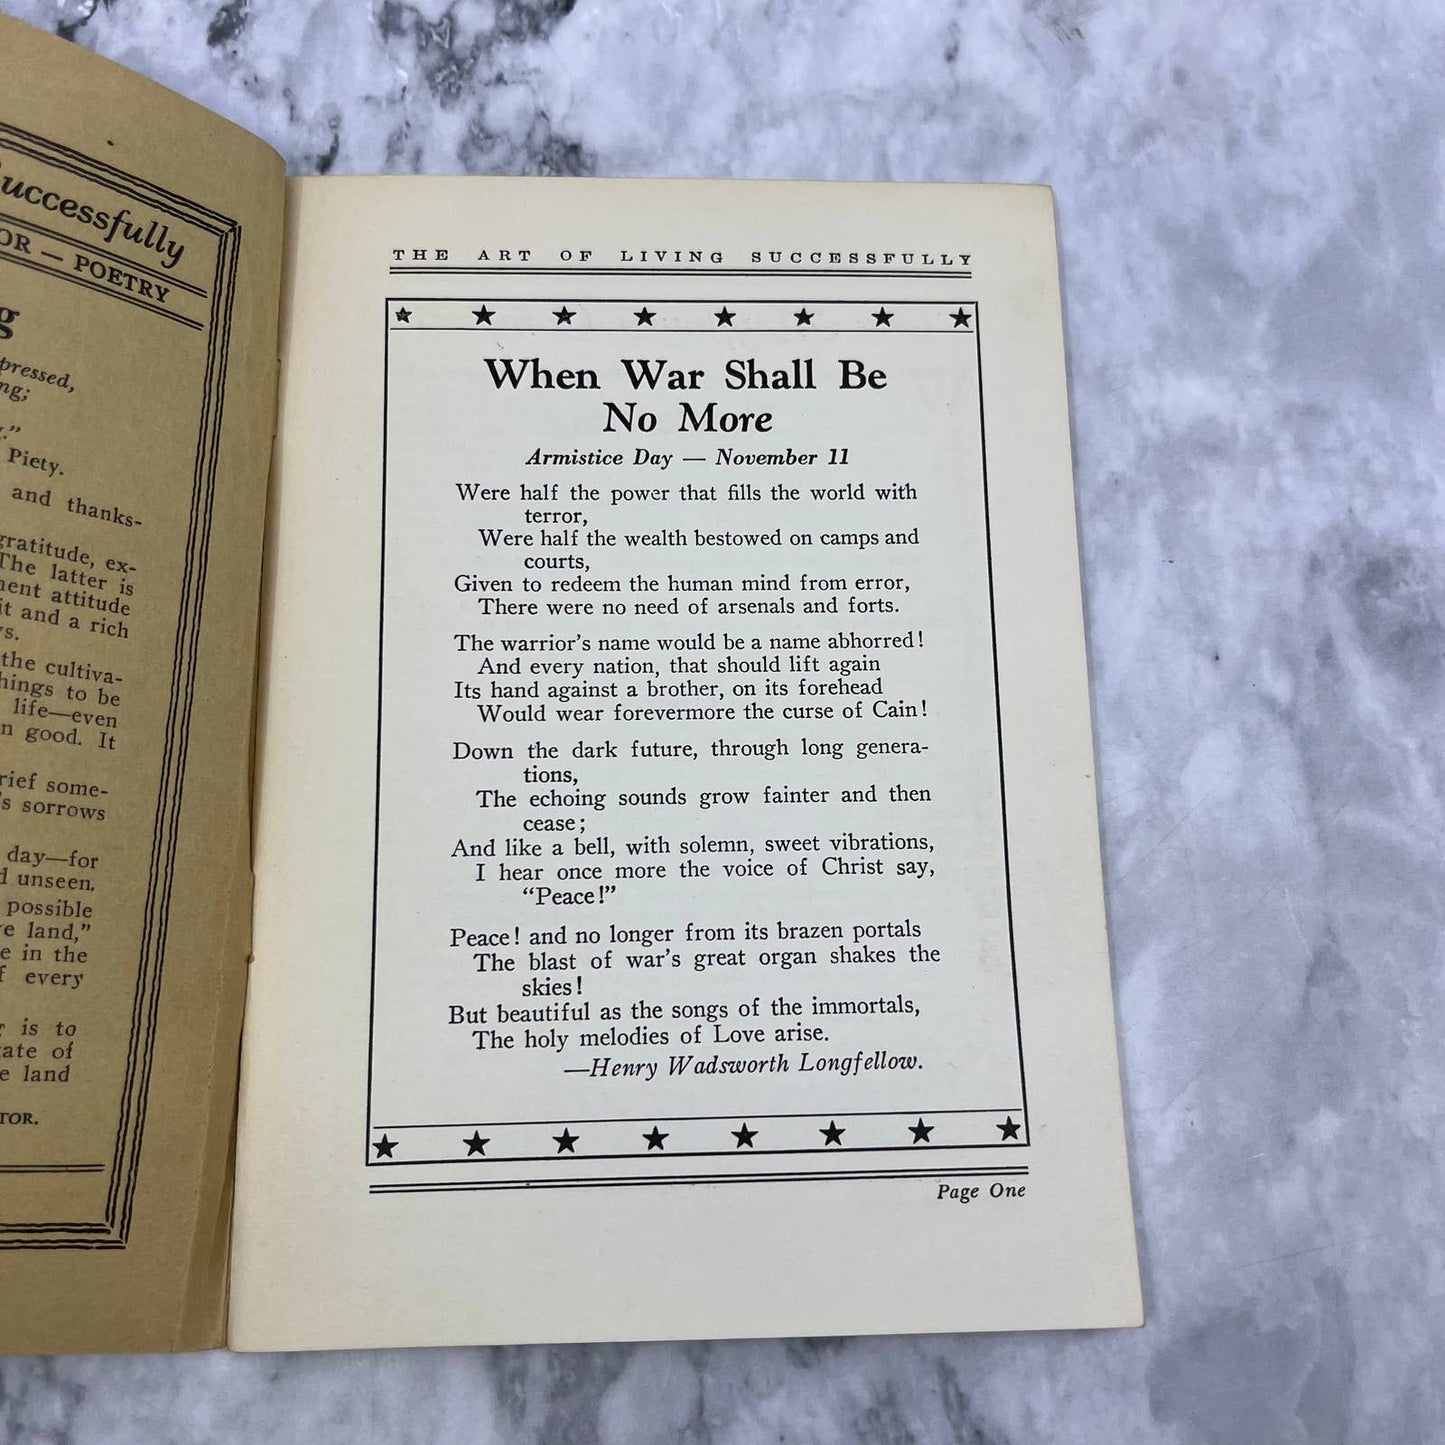 Successfully
OR — POETRY
g
pressed,
ng;
g."
Piety.
and thanks-
gratitude, ex-
The latter is
ment attitude
it and a rich
the cultiva-
things to be
life—even
n good. It
rief some-
's sorrows
day—for
d unseen.
possible
e land,"
e in the
f every
is to
tate of
e land
TOR.
THE ART OF LIVING SUCCESSFULLY
When War Shall Be
No More
Armistice Day — November 11
Were half the power that fills the world with
terror,
Were half the wealth bestowed on camps and
courts,
Given to redeem the human mind from error,
There were no need of arsenals and forts.
The warrior's name would be a name abhorred!
And every nation, that should lift again
Its hand against a brother, on its forehead
Would wear forevermore the curse of Cain!
Down the dark future, through long genera-
tions,
The echoing sounds grow fainter and then
cease;
And like a bell, with solemn, sweet vibrations,
I hear once more the voice of Christ say,
"Peace!"
Peace! and no longer from its brazen portals
The blast of war's great organ shakes the
skies!
But beautiful as the songs of the immortals,
The holy melodies of Love arise.
—Henry Wadsworth Longfellow.
Page One